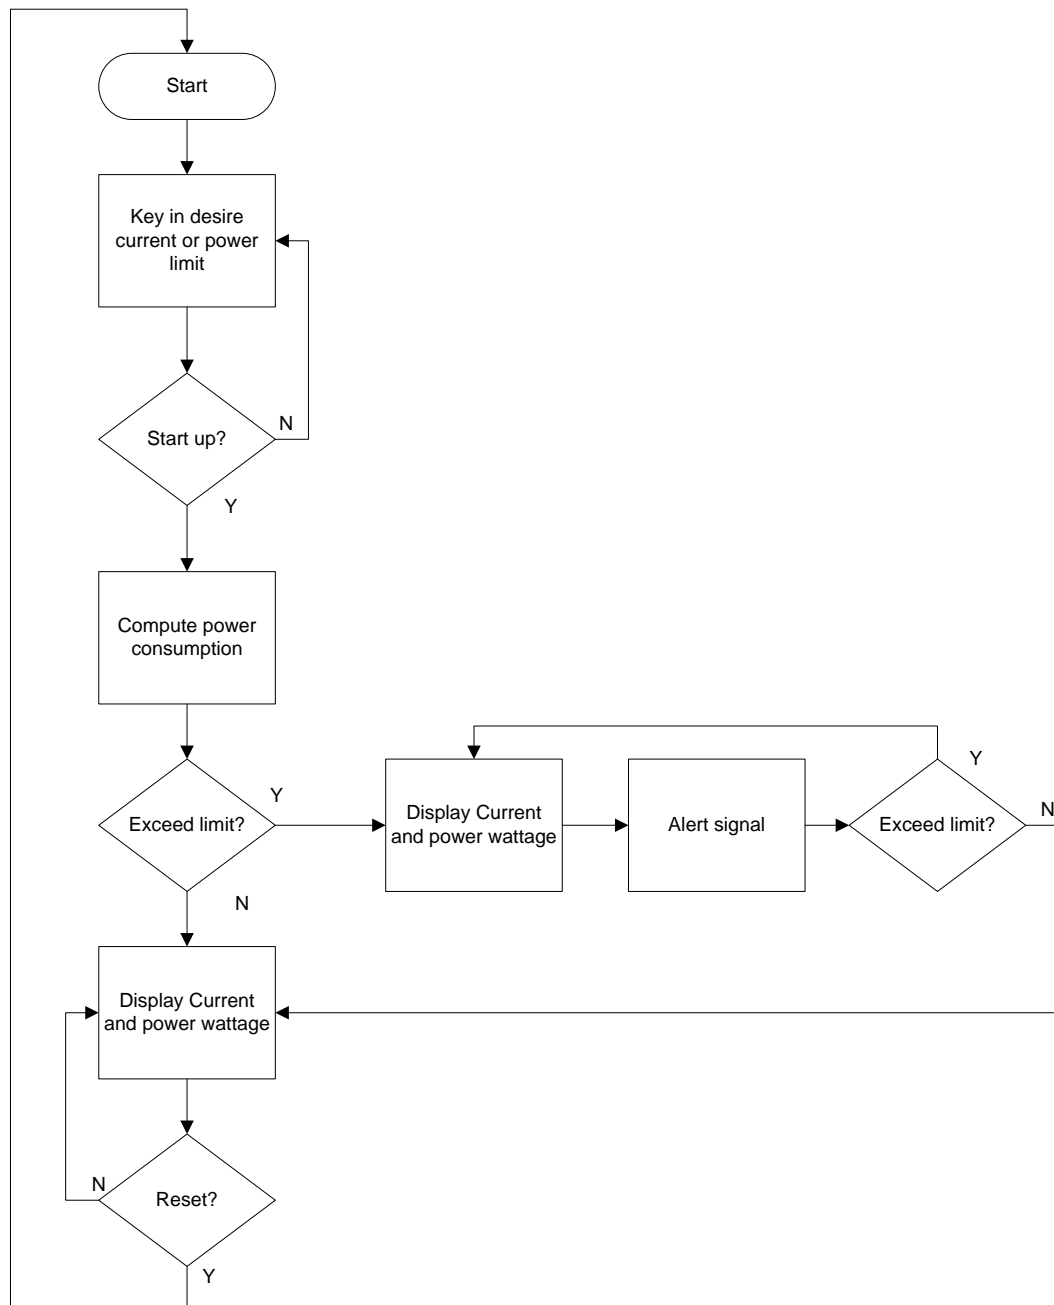 Start
Key in desire
current or power
limit
N
Start up?
Y
Compute power
consumption
Y
Exceed limit?
N
Display Current
and power wattage
Alert signal
Y
Exceed limit?
N
Display Current
and power wattage
N
Reset?
Y